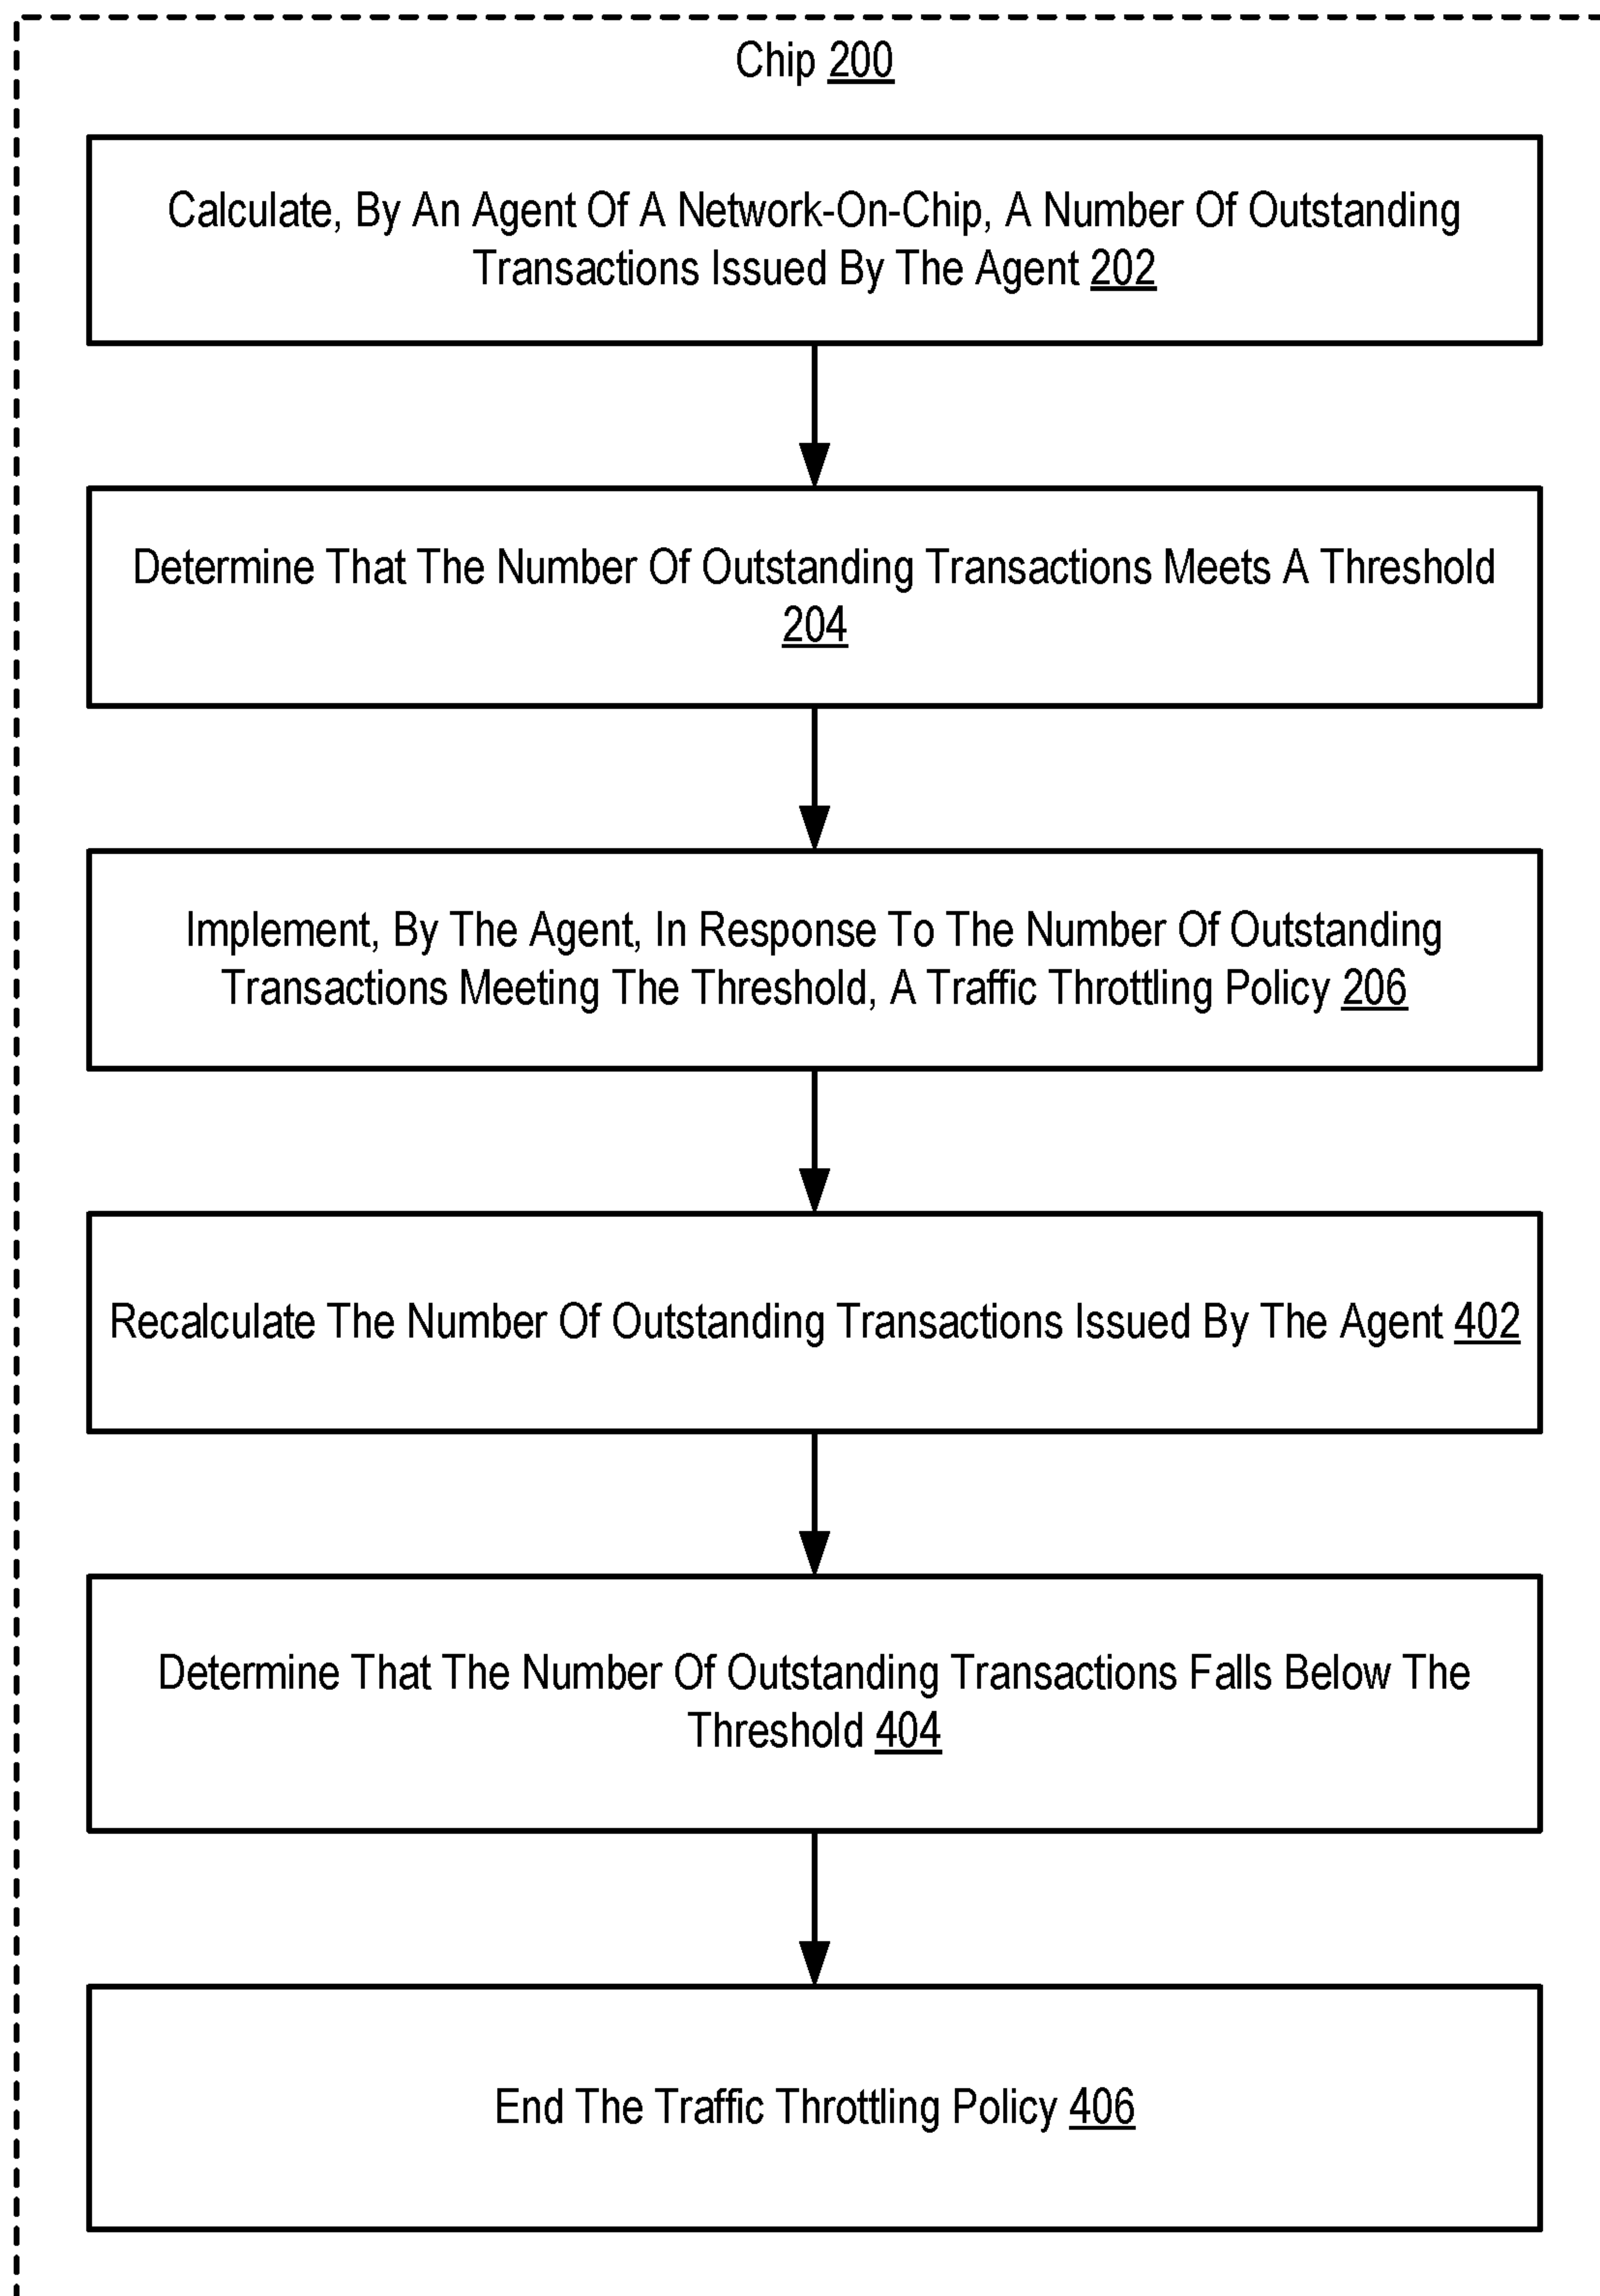 Chip 200
Calculate, By An Agent Of A Network-On-Chip, A Number Of Outstanding
Transactions Issued By The Agent 202
Determine That The Number Of Outstanding Transactions Meets A Threshold
204
Implement, By The Agent, In Response To The Number Of Outstanding
Transactions Meeting The Threshold, A Traffic Throttling Policy 206
Recalculate The Number Of Outstanding Transactions Issued By The Agent 402
Determine That The Number Of Outstanding Transactions Falls Below The
Threshold 404
End The Traffic Throttling Policy 406